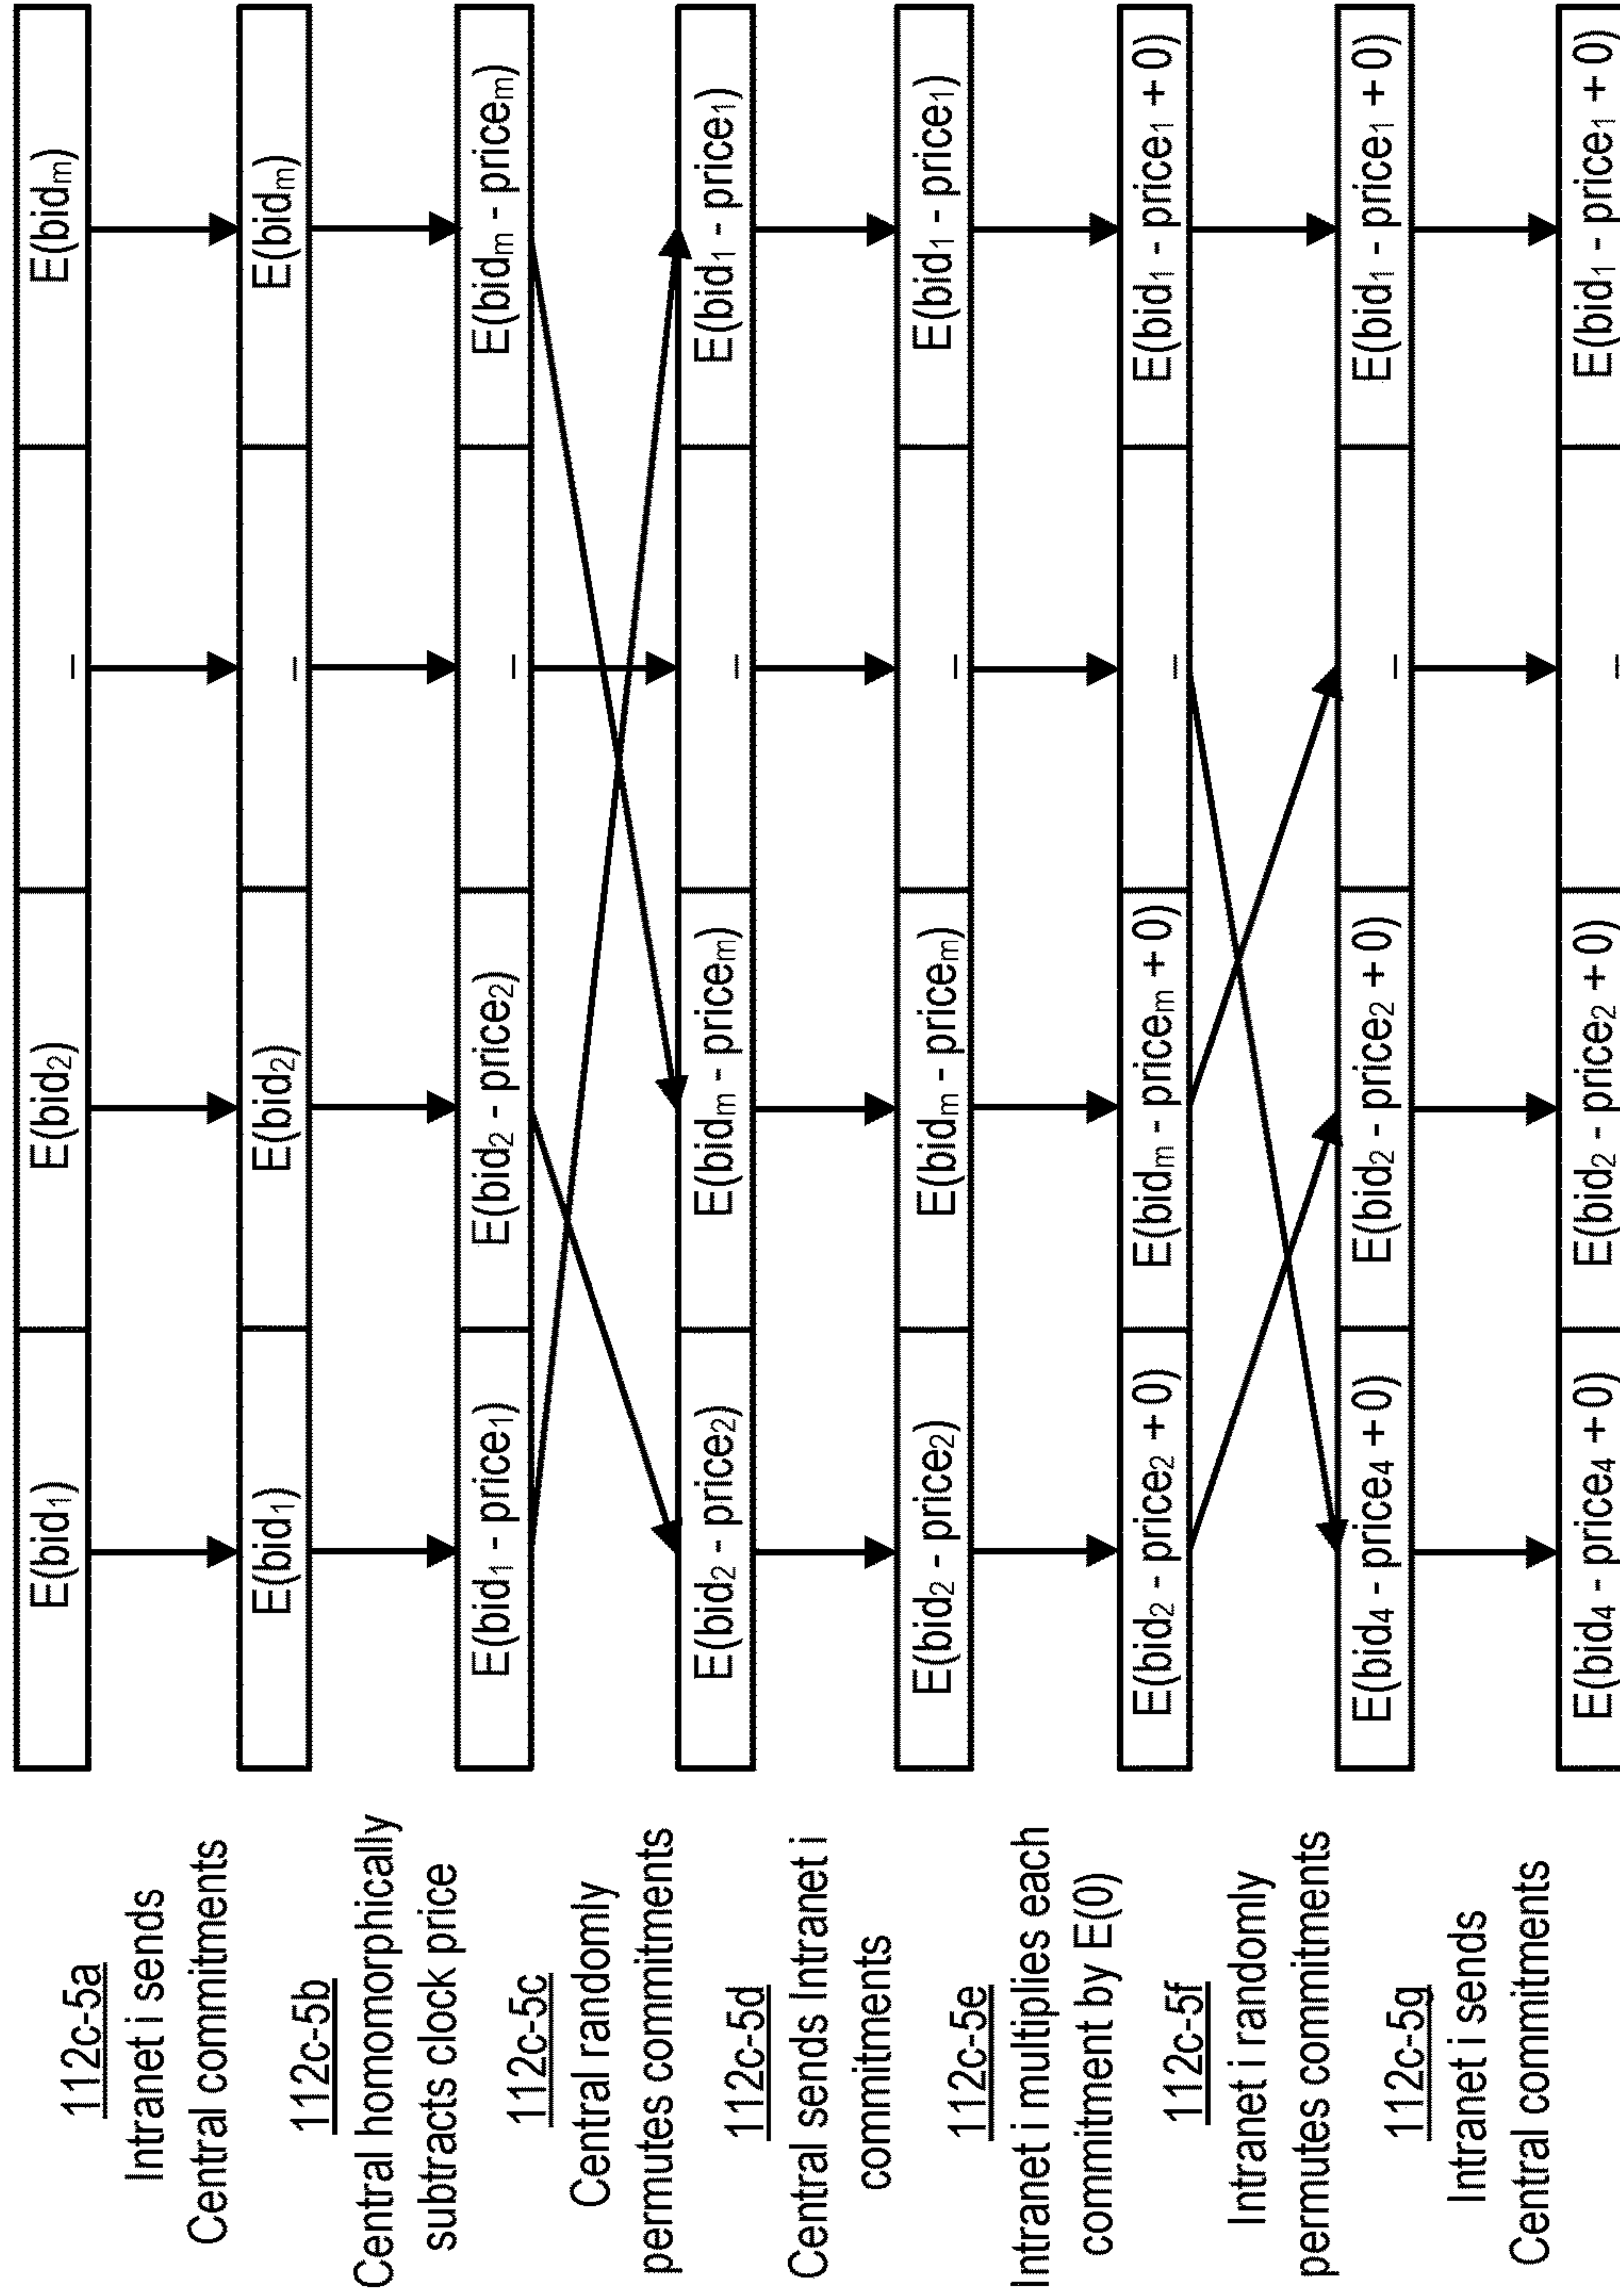 E(bid₁) E(bid₂) – E(bidₘ)
112c-5a
Intranet i sends
Central commitments
E(bid₁) E(bid₂) – E(bidₘ)
112c-5b
Central homomorphically
subtracts clock price
E(bid₁ - price₁) E(bid₂ - price₂) – E(bidₘ - priceₘ)
112c-5c
Central randomly
permutes commitments
E(bid₂ - price₂) E(bidₘ - priceₘ) – E(bid₁ - price₁)
112c-5d
Central sends Intranet i
commitments
E(bid₂ - price₂) E(bidₘ - priceₘ) – E(bid₁ - price₁)
112c-5e
Intranet i multiplies each
commitment by E(0)
E(bid₂ - price₂ + 0) E(bidₘ - priceₘ + 0) – E(bid₁ - price₁ + 0)
112c-5f
Intranet i randomly
permutes commitments
E(bid₄ - price₄ + 0) E(bid₂ - price₂ + 0) – E(bid₁ - price₁ + 0)
112c-5g
Intranet i sends
Central commitments
E(bid₄ - price₄ + 0) E(bid₂ - price₂ + 0) – E(bid₁ - price₁ + 0)